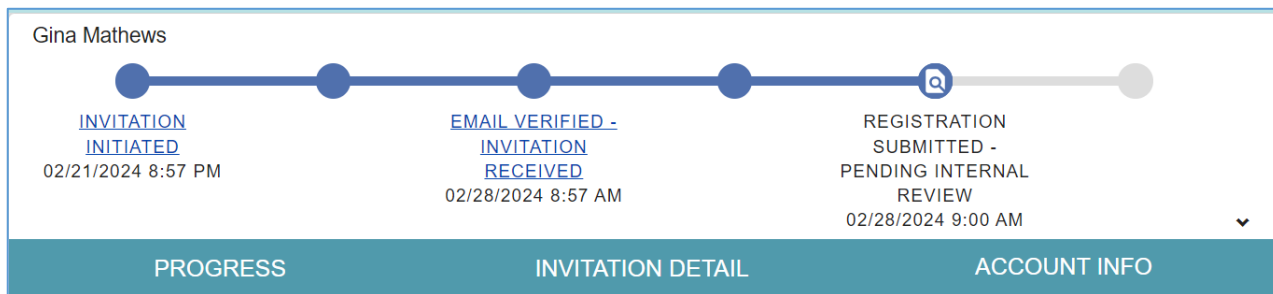 Gina Mathews
INVITATION
INITIATED
02/21/2024 8:57 PM
EMAIL VERIFIED -
INVITATION
RECEIVED
02/28/2024 8:57 AM
REGISTRATION
SUBMITTED -
PENDING INTERNAL
REVIEW
02/28/2024 9:00 AM
PROGRESS
INVITATION DETAIL
ACCOUNT INFO